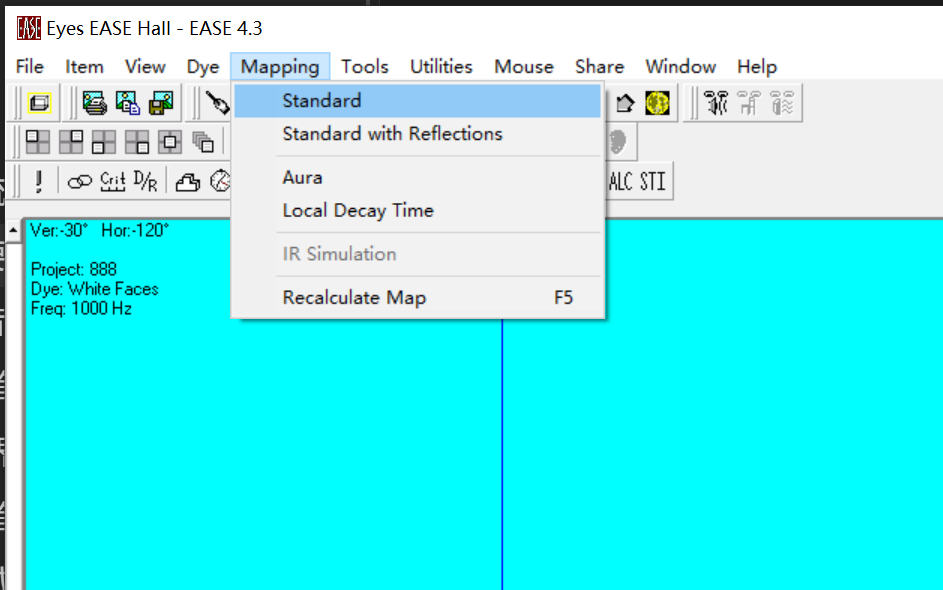 EASE Eyes EASE Hall - EASE 4.3
File Item View Dye Mapping Tools Utilities Mouse Share Window Help
Standard
Standard with Reflections
Crit D/R
ALC STI
Aura
Local Decay Time
Ver:-30° Hor:-120°
IR Simulation
Project: 888
Dye: White Faces
Recalculate Map F5
Freq: 1000 Hz